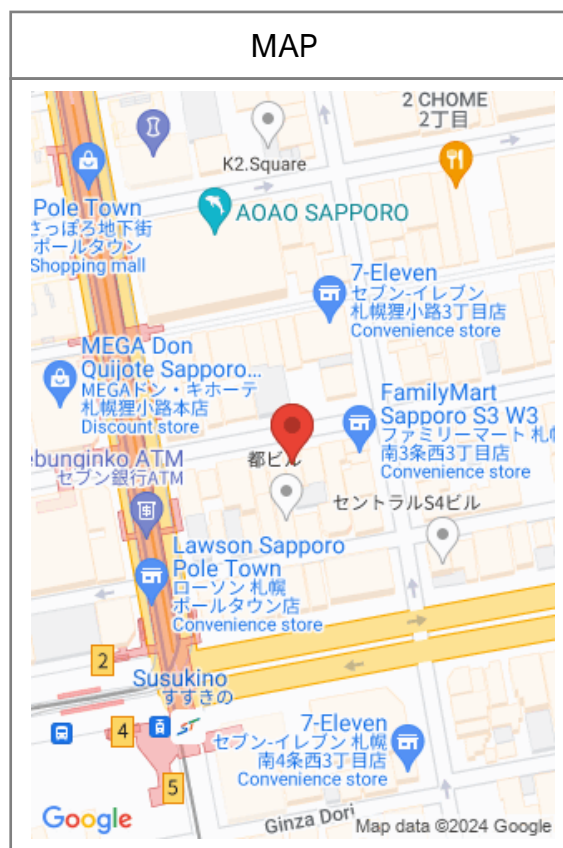 MAP
2 CHOME
2丁目
K2.Square
Pole Town
さっぽろ地下街
ポールタウン
Shopping mall
AOAO SAPPORO
7-Eleven
セブン-イレブン
札幌狸小路3丁目店
Convenience store
MEGA Don
Quijote Sapporo...
MEGAドン・キホーテ
札幌狸小路本店
Discount store
FamilyMart
Sapporo S3 W3
ファミリーマート 札幌
南3条西3丁目店
Convenience store
ebunginko ATM
セブン銀行ATM
都ビル
セントラルS4ビル
Lawson Sapporo
Pole Town
ローソン 札幌
ポールタウン店
Convenience store
2
Susukino
すすきの
4
5
7-Eleven
セブン-イレブン 札幌
南4条西3丁目店
Convenience store
Ginza Dori
Google
Map data ©2024 Google